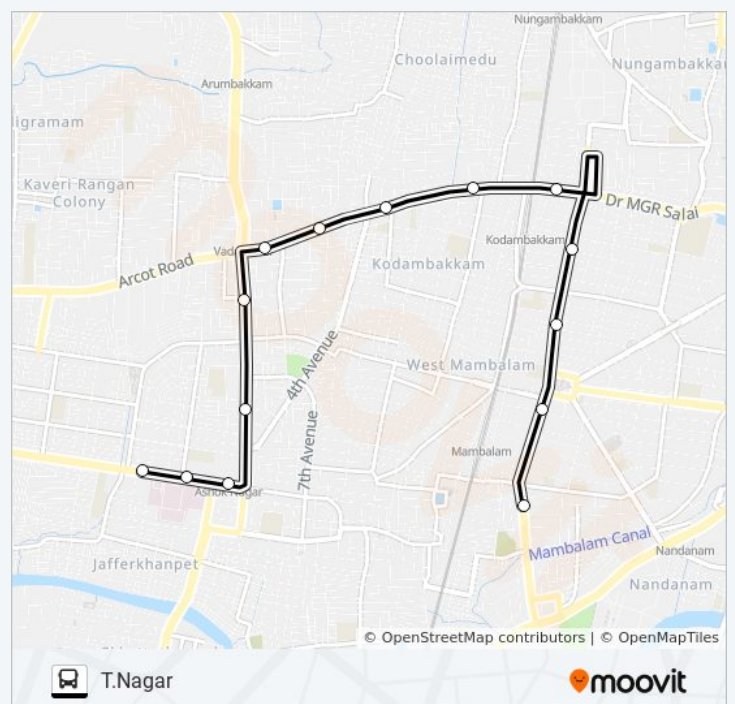 Nungambakkam
Choolaimedu
Nungambakka
Arumbakkam
ligramam
Kaveri Rangan
Colony
Dr MGR Salai
Kodambakkam
Vad
Arcot Road
Kodambakkam
4th Avenue
West Mambalam
7th Avenue
Mambalam
Ashok Nagar
Mambalam Canal
Nandanam
Jafferkhanpet
Nandanam
© OpenStreetMap contributors | © OpenMapTiles
T.Nagar
moovit